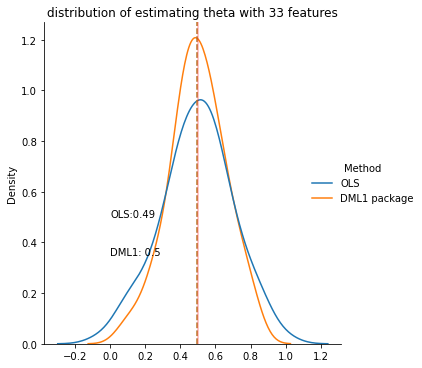 distribution of estimating theta with 33 features
1.2
1.0
0.8
0.6
0.4
0.2
0.0
Density
OLS:0.49
DML1: 0.5
Method
OLS
DML1 package
−0.2 0.0 0.2 0.4 0.6 0.8 1.0 1.2